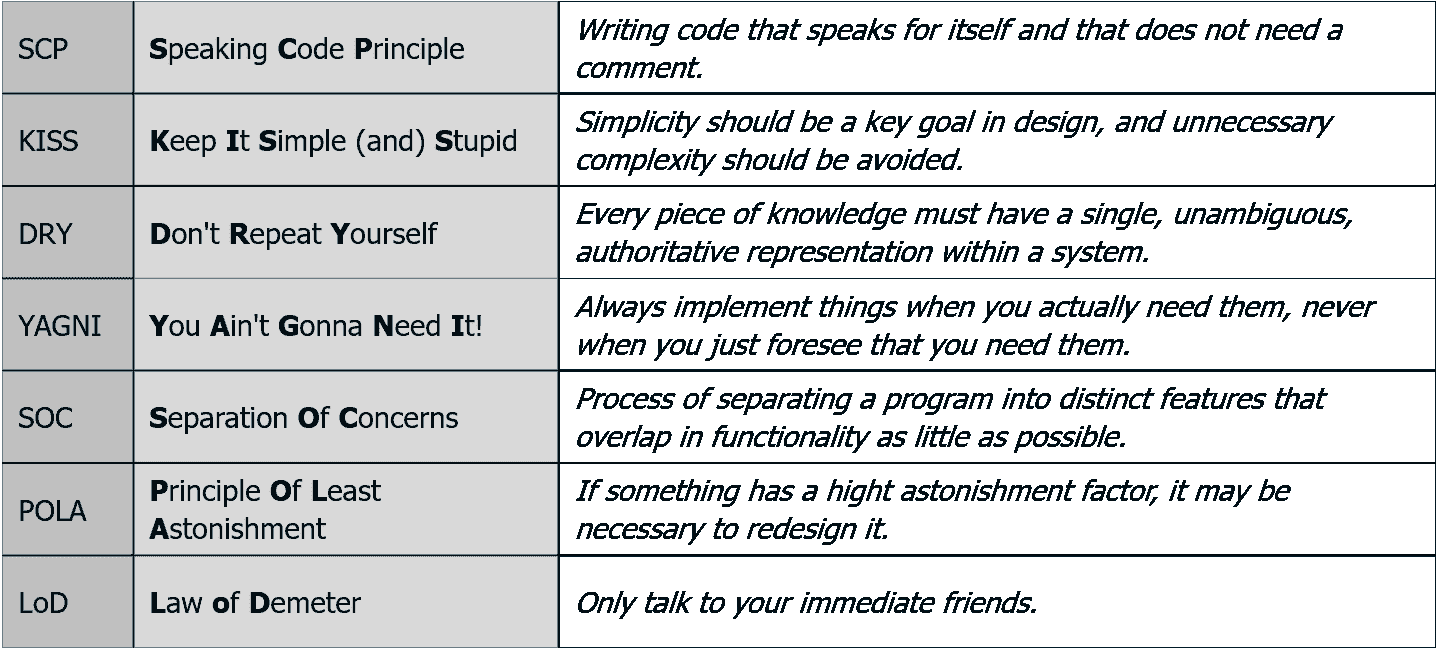 SCP
Speaking Code Principle
Writing code that speaks for itself and that does not need a
comment.
KISS
Keep It Simple (and) Stupid
Simplicity should be a key goal in design, and unnecessary
complexity should be avoided.
DRY
Don't Repeat Yourself
Every piece of knowledge must have a single, unambiguous,
authoritative representation within a system.
YAGNI
You Ain't Gonna Need It!
Always implement things when you actually need them, never
when you just foresee that you need them.
SOC
Separation Of Concerns
Process of separating a program into distinct features that
overlap in functionality as little as possible.
POLA
Principle Of Least
Astonishment
If something has a hight astonishment factor, it may be
necessary to redesign it.
LoD
Law of Demeter
Only talk to your immediate friends.